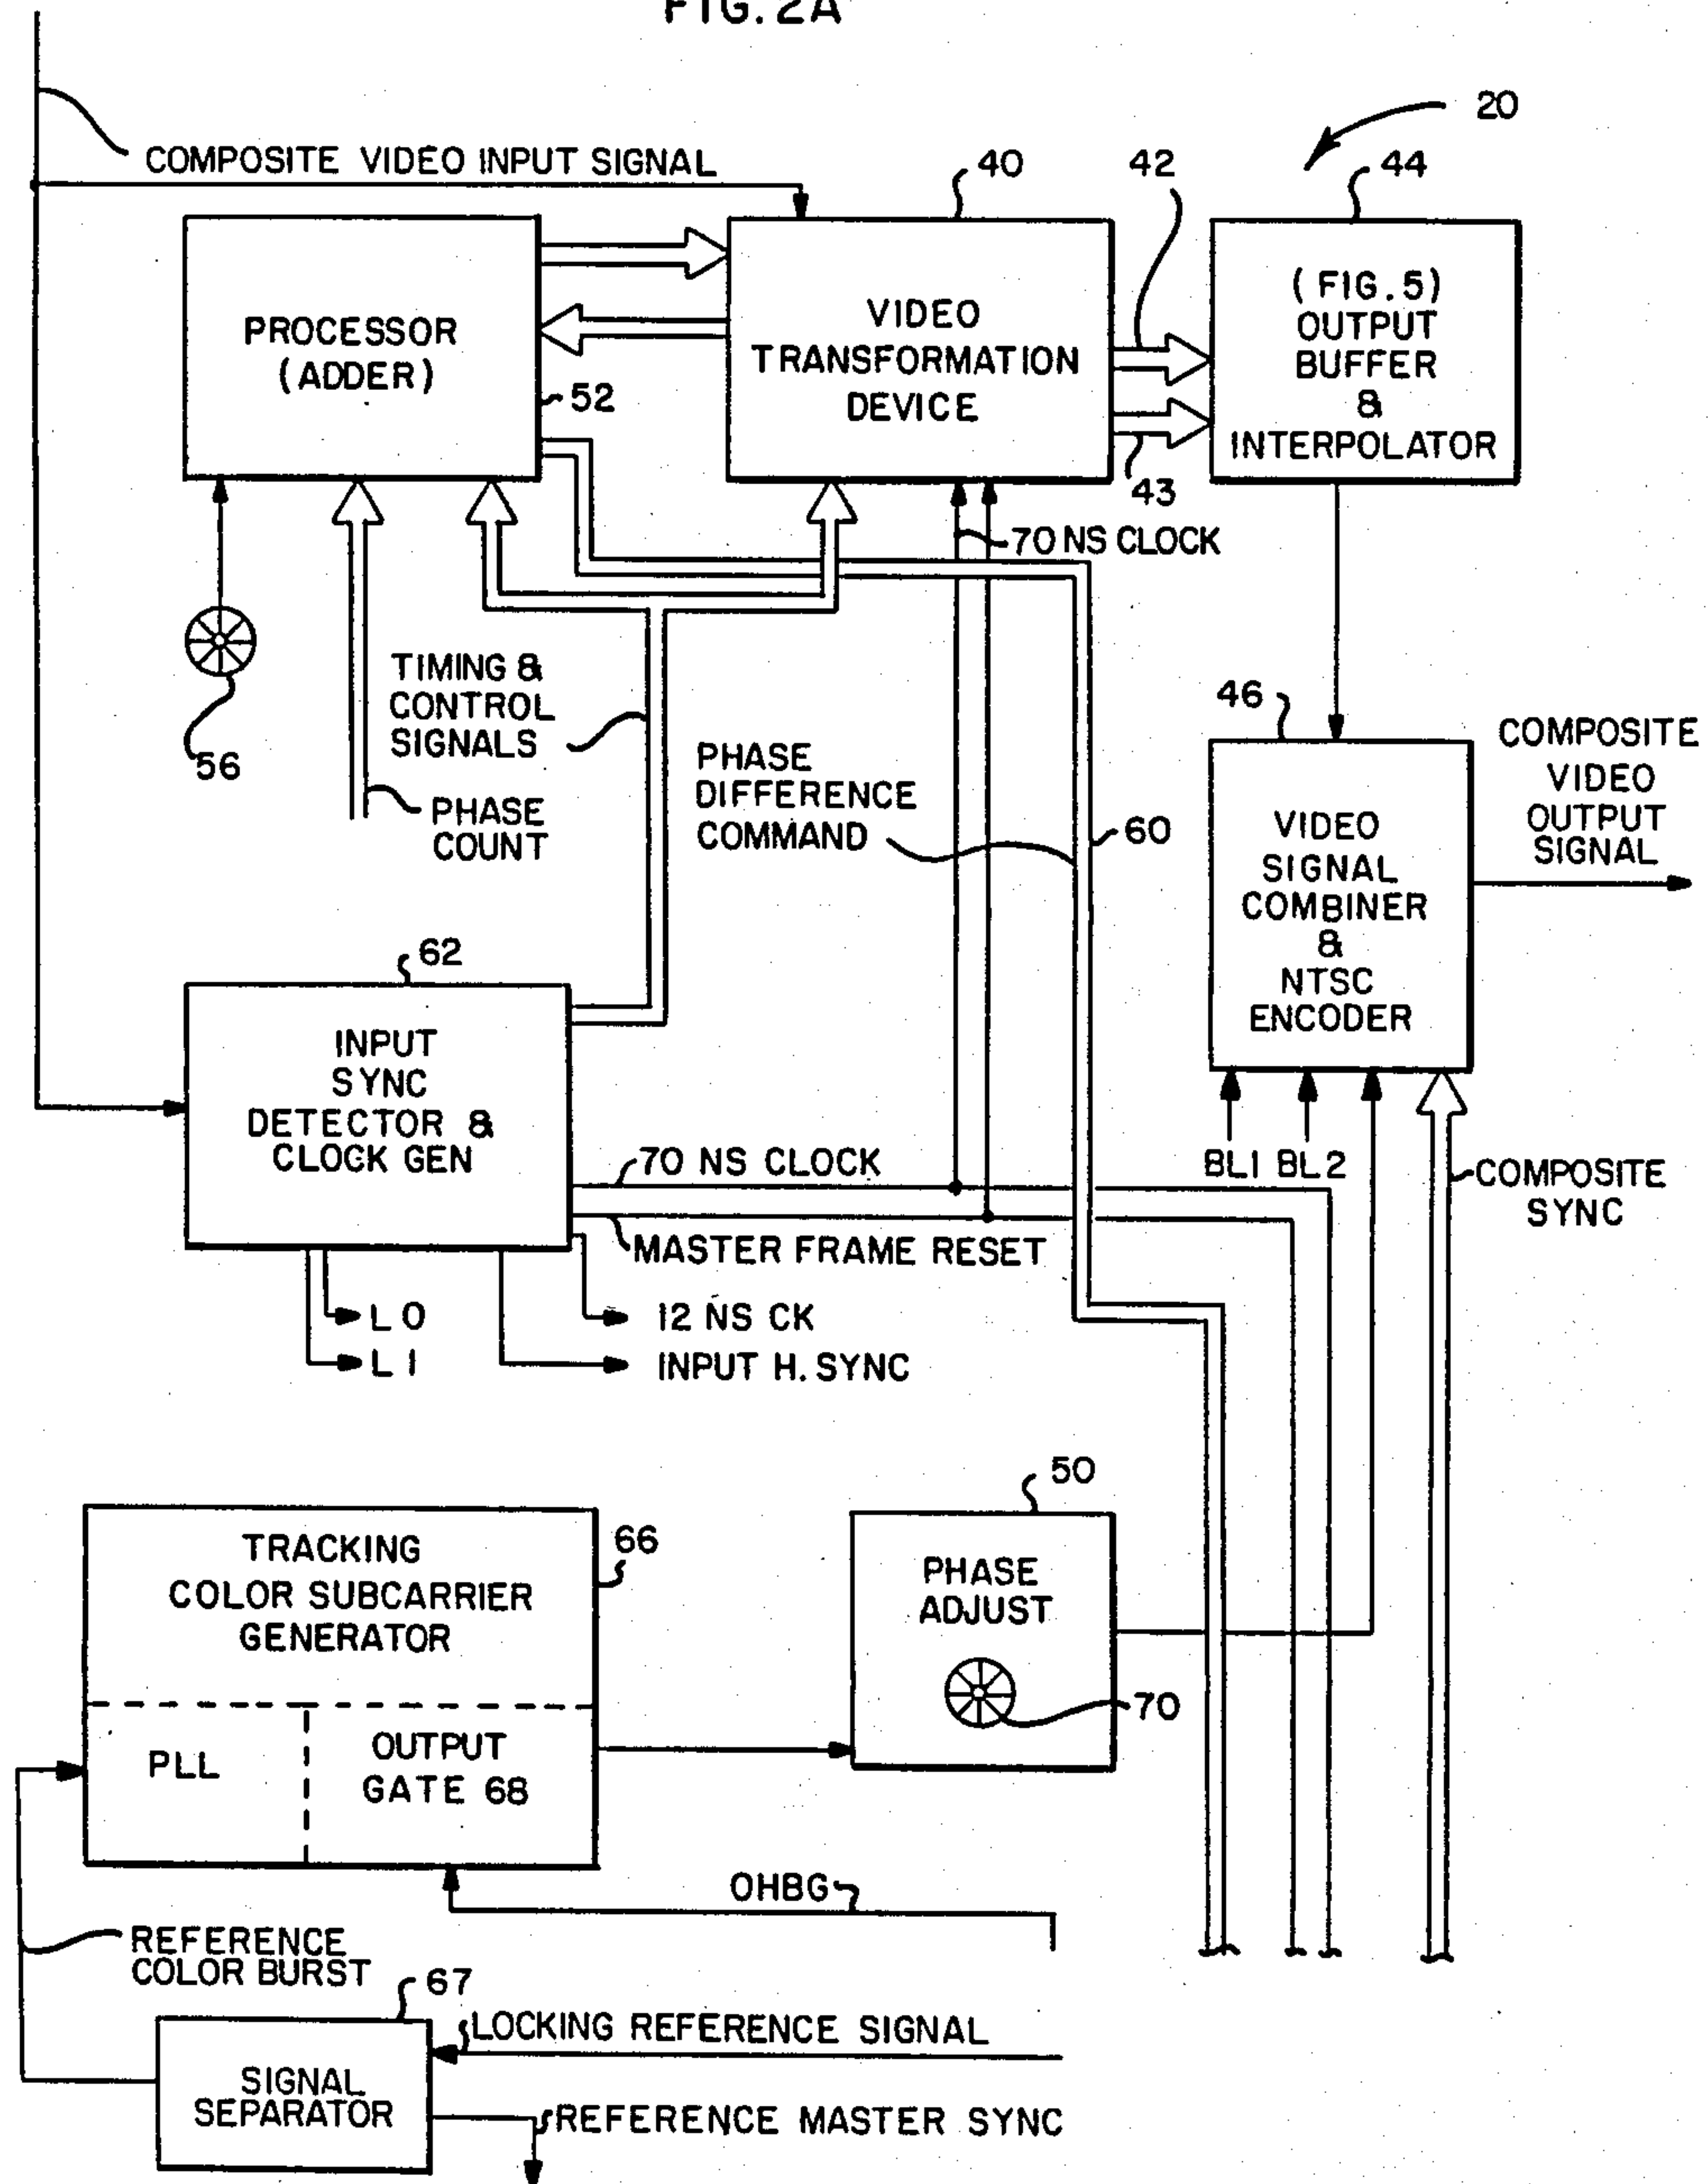 FIG. 2A
20
COMPOSITE VIDEO INPUT SIGNAL
40
42
44
PROCESSOR
(ADDER)
52
VIDEO
TRANSFORMATION
DEVICE
(FIG. 5)
OUTPUT
BUFFER
&
INTERPOLATOR
43
70 NS CLOCK
56
TIMING &
CONTROL
SIGNALS
PHASE
COUNT
PHASE
DIFFERENCE
COMMAND
60
46
COMPOSITE
VIDEO
OUTPUT
SIGNAL
VIDEO
SIGNAL
COMBINER
&
NTSC
ENCODER
62
INPUT
SYNC
DETECTOR &
CLOCK GEN
70 NS CLOCK
MASTER FRAME RESET
BL1 BL2
COMPOSITE
SYNC
L0
L1
12 NS CK
INPUT H. SYNC
50
66
TRACKING
COLOR SUBCARRIER
GENERATOR
PHASE
ADJUST
70
PLL
OUTPUT
GATE 68
OHBG
REFERENCE
COLOR BURST
67
LOCKING REFERENCE SIGNAL
SIGNAL
SEPARATOR
REFERENCE MASTER SYNC